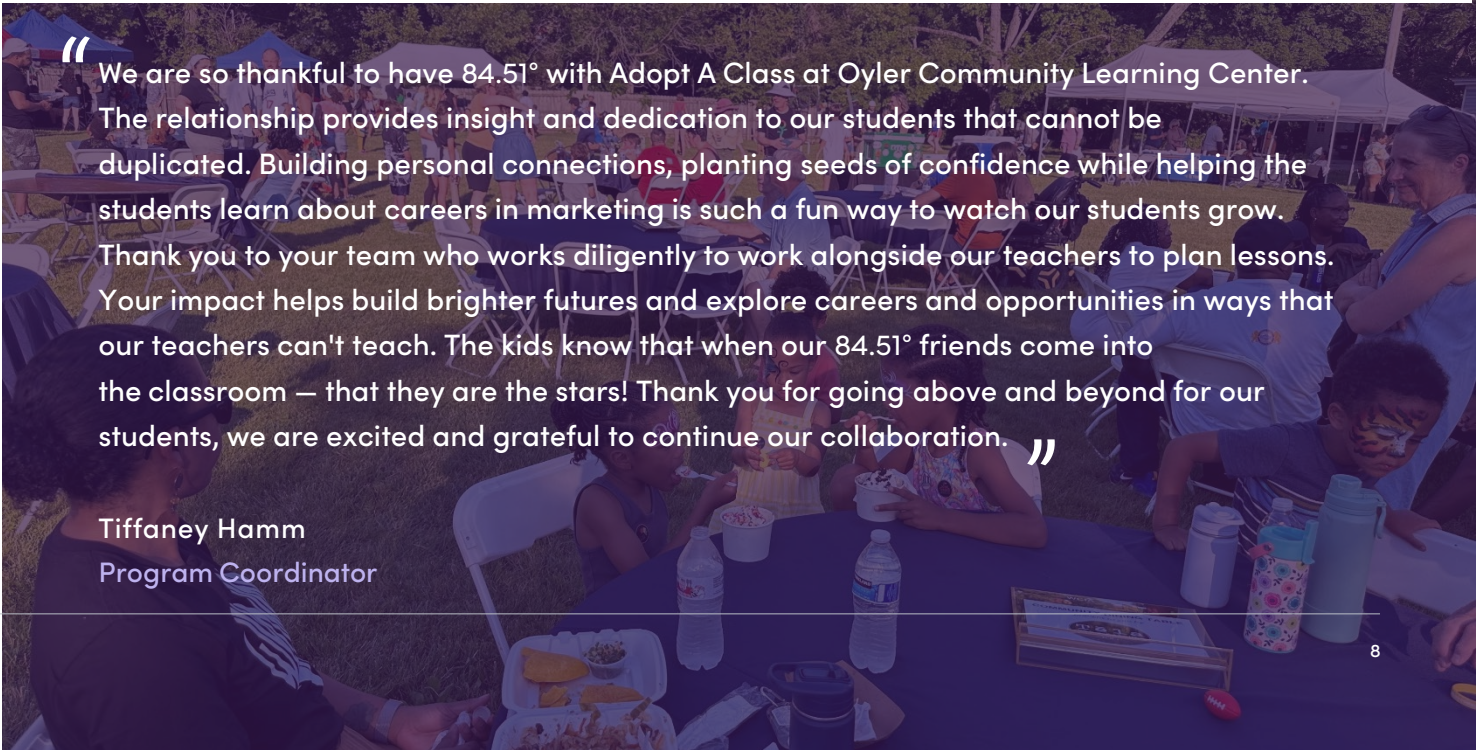 “
We are so thankful to have 84.51° with Adopt A Class at Oyler Community Learning Center.
The relationship provides insight and dedication to our students that cannot be
duplicated. Building personal connections, planting seeds of confidence while helping the
students learn about careers in marketing is such a fun way to watch our students grow.
Thank you to your team who works diligently to work alongside our teachers to plan lessons.
Your impact helps build brighter futures and explore careers and opportunities in ways that
our teachers can't teach. The kids know that when our 84.51° friends come into
the classroom — that they are the stars! Thank you for going above and beyond for our
students, we are excited and grateful to continue our collaboration. ”
Tiffaney Hamm
Program Coordinator
8